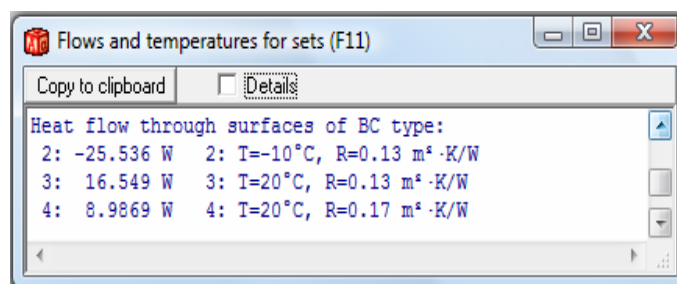 Flows and temperatures for sets (F11)
Copy to clipboard Details
Heat flow through surfaces of BC type:
2: -25.536 W 2: T=-10°C, R=0.13 m²·K/W
3: 16.549 W 3: T=20°C, R=0.13 m²·K/W
4: 8.9869 W 4: T=20°C, R=0.17 m²·K/W